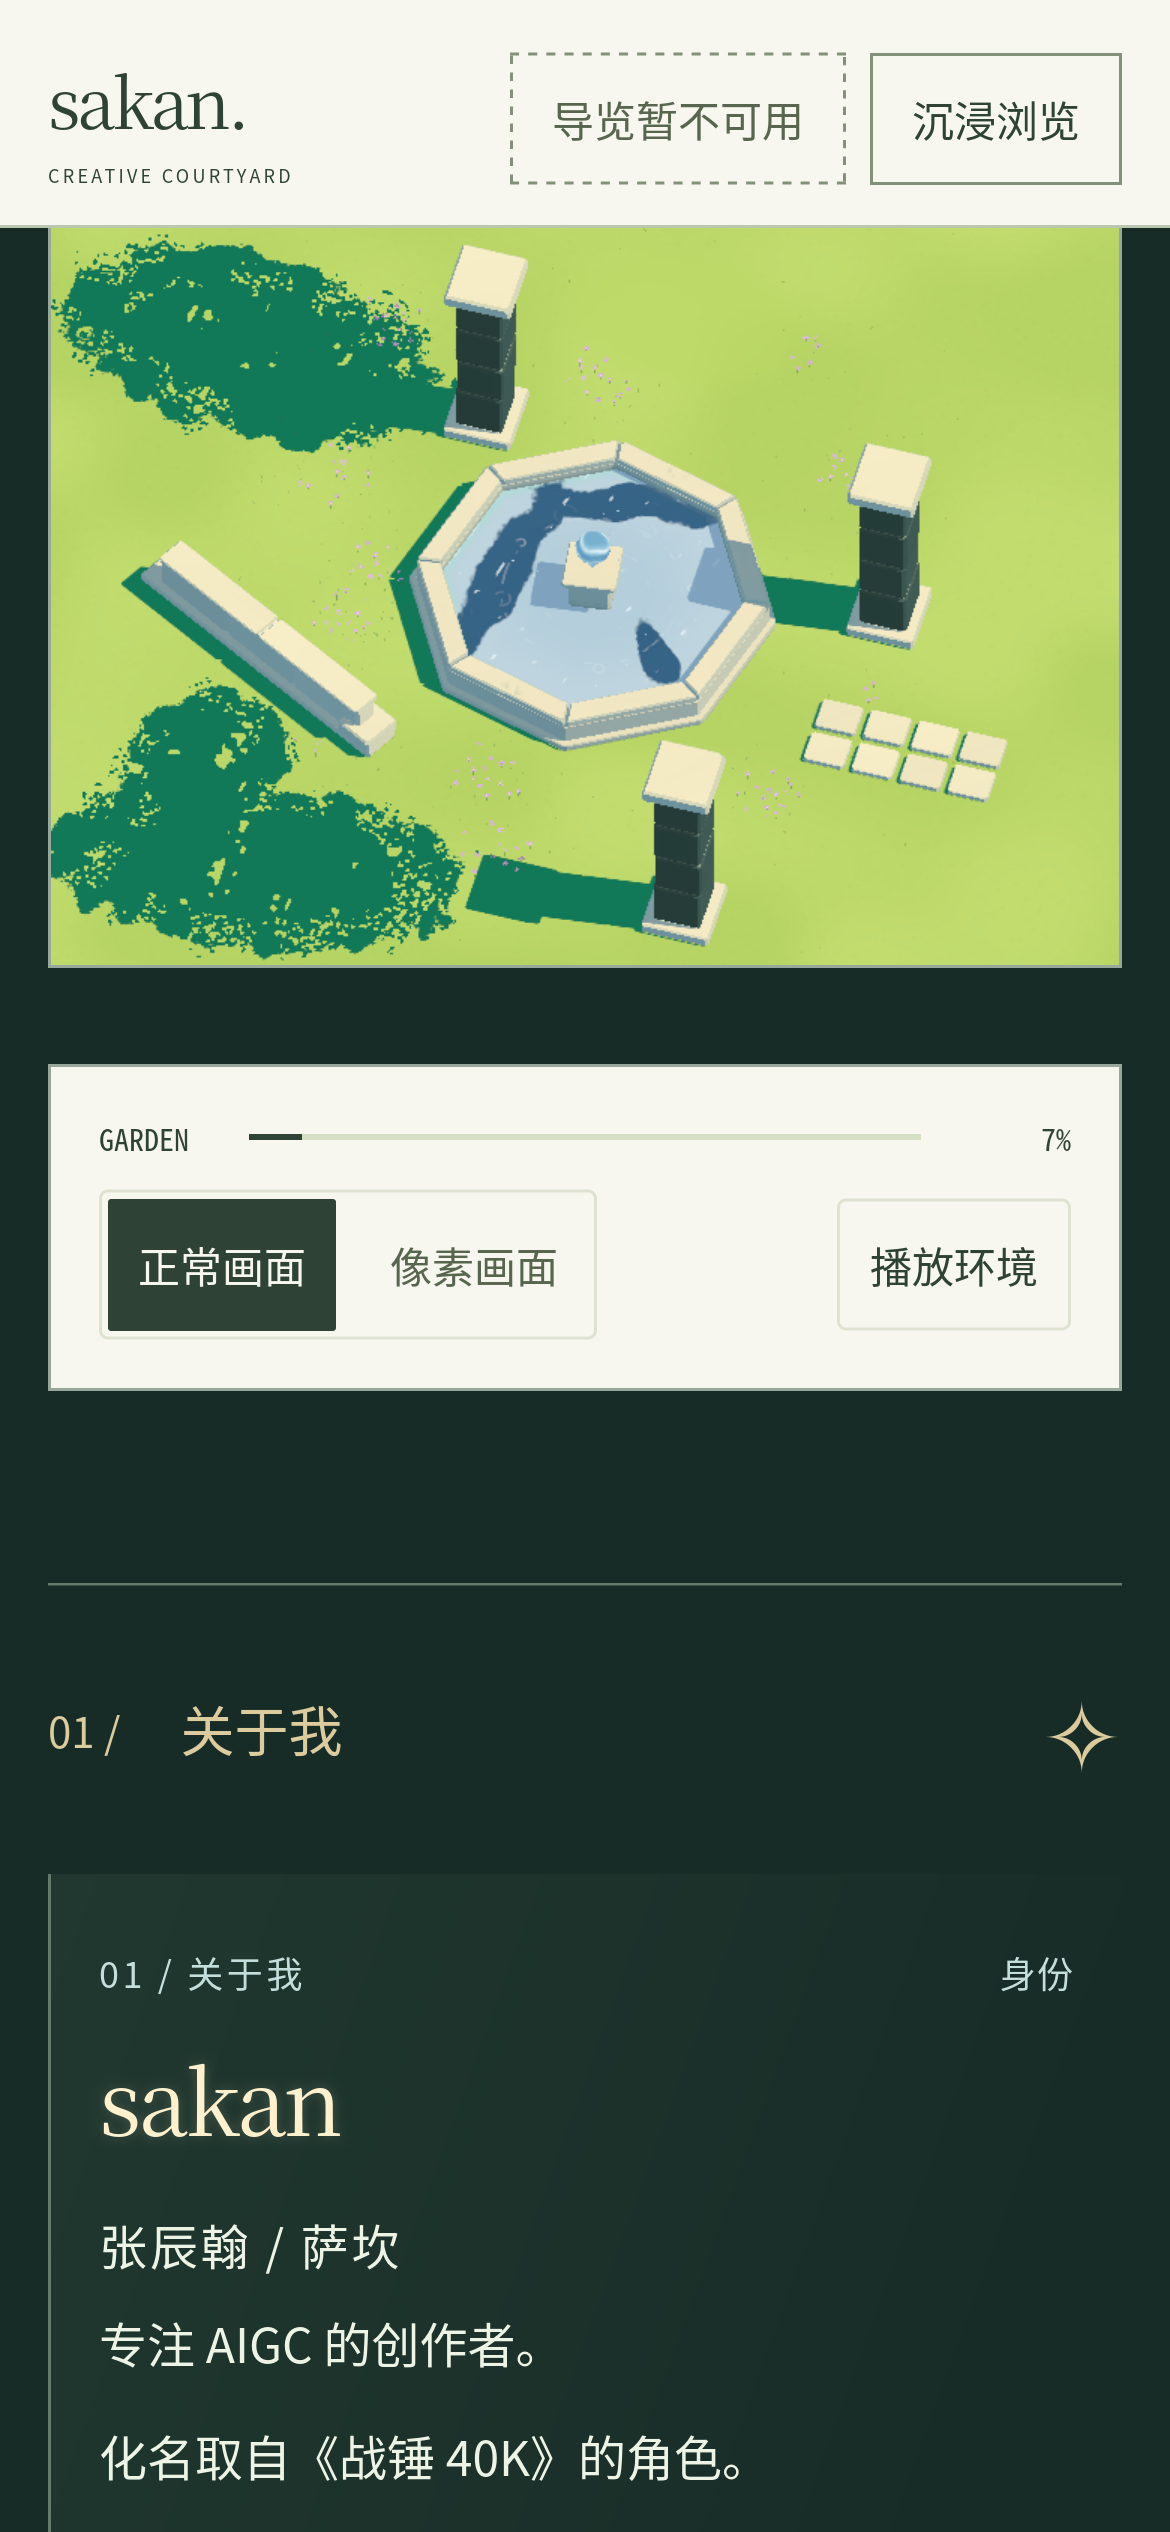 sakan.
CREATIVE COURTYARD
导览暂不可用
沉浸浏览
GARDEN
7%
正常画面
像素画面
播放环境
01 / 关于我
01 / 关于我
身份
sakan
张辰翰 / 萨坎
专注 AIGC 的创作者。
化名取自《战锤 40K》的角色。